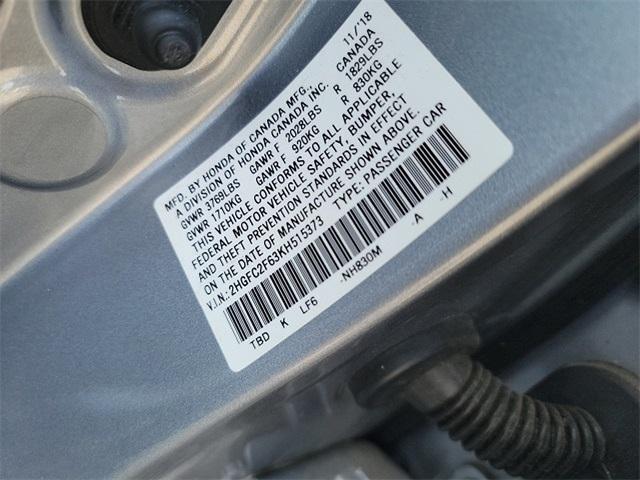 MFD. BY HONDA OF CANADA MFG., 11/'18
A DIVISION OF HONDA CANADA INC. CANADA
GVWR 3769LBS GAWR F 2028LBS R 1829LBS
GVWR 1710KG GAWR F 920KG R 830KG
THIS VEHICLE CONFORMS TO ALL APPLICABLE
FEDERAL MOTOR VEHICLE SAFETY, BUMPER,
AND THEFT PREVENTION STANDARDS IN EFFECT
ON THE DATE OF MANUFACTURE SHOWN ABOVE.
V.I.N.: 2HGFC2F63KH515373 TYPE: PASSENGER CAR
TBD K LF6 -NH830M -A -H